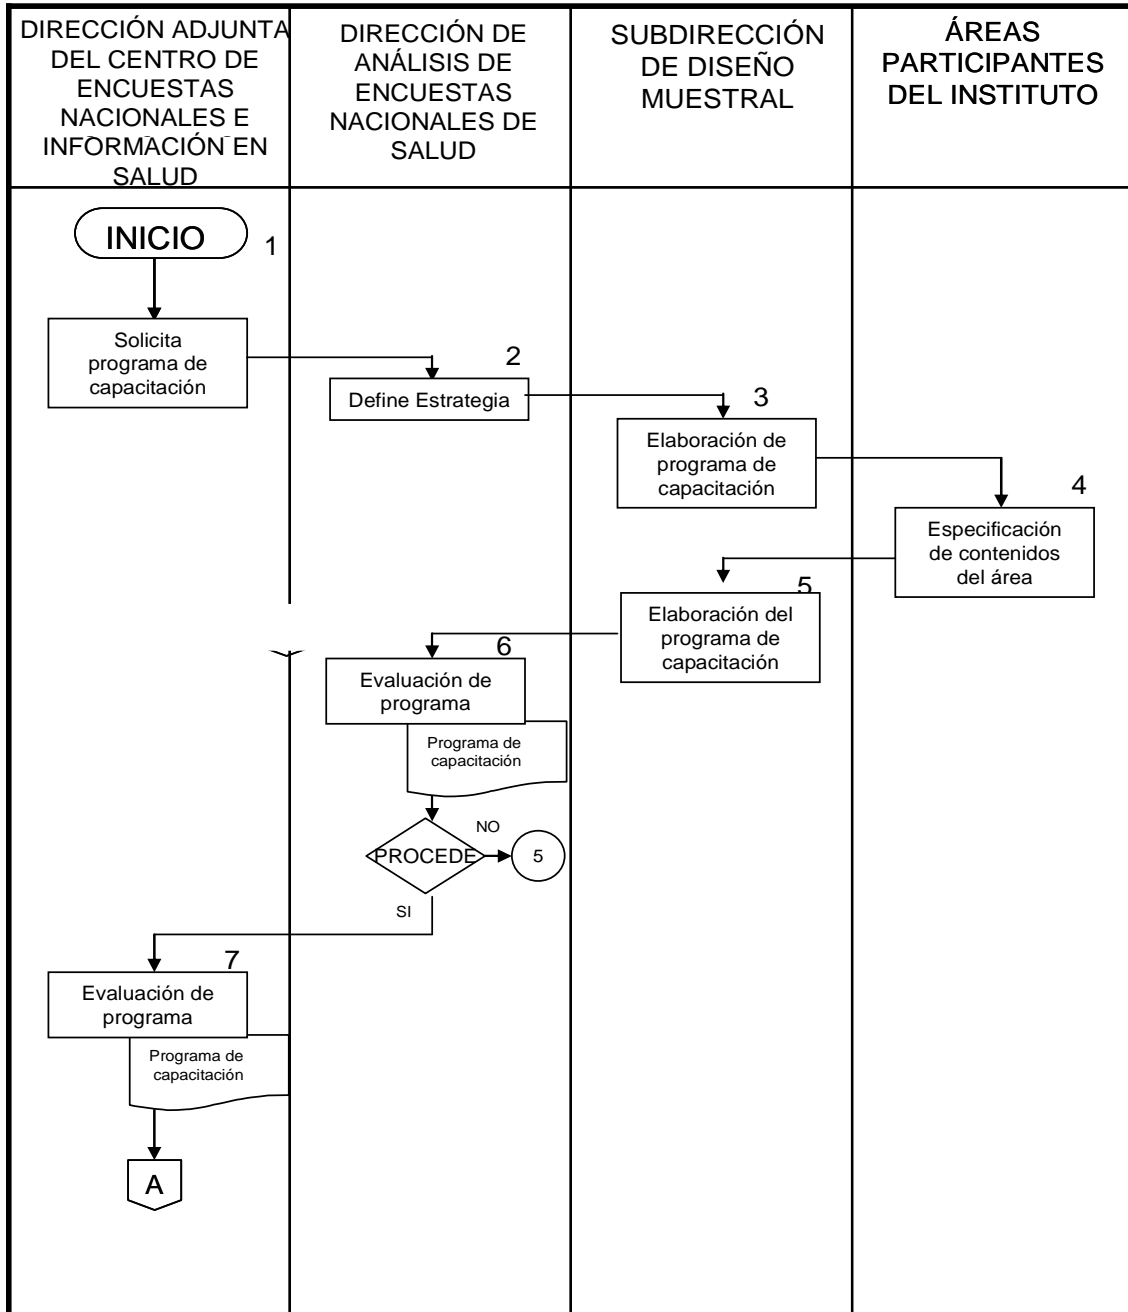 DIRECCIÓN ADJUNTA
DEL CENTRO DE
ENCUESTAS
NACIONALES E
INFORMACIÓN EN
SALUD
DIRECCIÓN DE
ANÁLISIS DE
ENCUESTAS
NACIONALES DE
SALUD
SUBDIRECCIÓN
DE DISEÑO
MUESTRAL
ÁREAS
PARTICIPANTES
DEL INSTITUTO
INICIO
1
Solicita
programa de
capacitación
2
Define Estrategia
3
Elaboración de
programa de
capacitación
4
Especificación
de contenidos
del área
5
Elaboración del
programa de
capacitación
6
Evaluación de
programa
Programa de
capacitación
PROCEDE
NO
5
SI
7
Evaluación de
programa
Programa de
capacitación
A